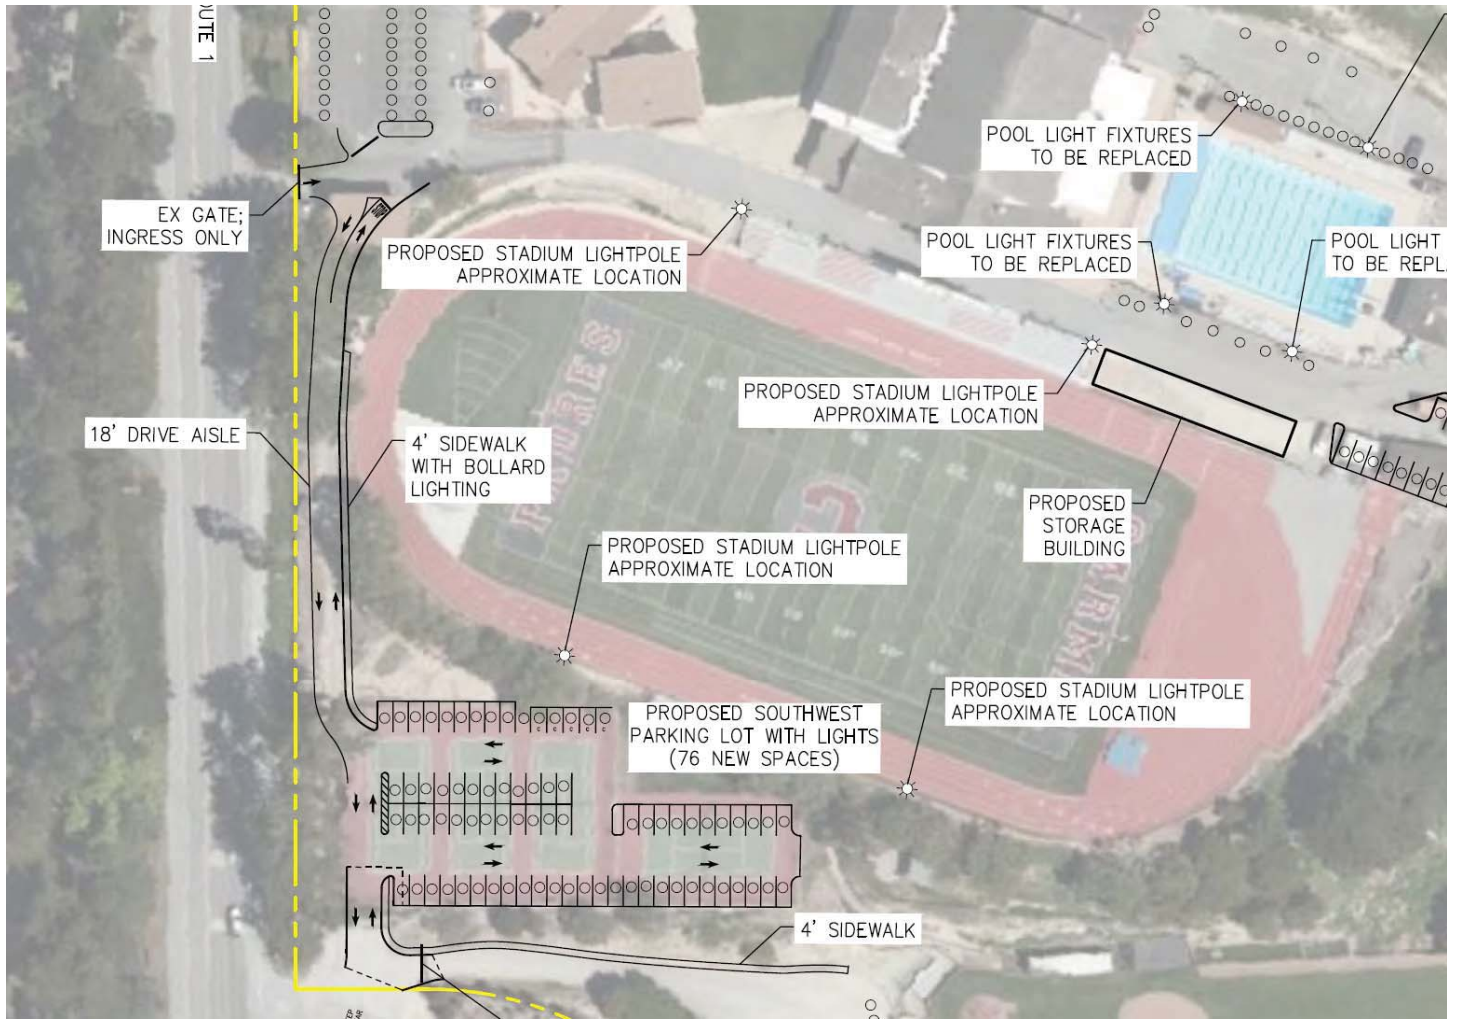 OUTE 1
POOL LIGHT FIXTURES
TO BE REPLACED
EX GATE;
INGRESS ONLY
PROPOSED STADIUM LIGHTPOLE
APPROXIMATE LOCATION
POOL LIGHT FIXTURES
TO BE REPLACED
POOL LIGHT
TO BE REPL
PADRES
PROPOSED STADIUM LIGHTPOLE
APPROXIMATE LOCATION
18' DRIVE AISLE
4' SIDEWALK
WITH BOLLARD
LIGHTING
C
PROPOSED
STORAGE
BUILDING
PROPOSED STADIUM LIGHTPOLE
APPROXIMATE LOCATION
PROPOSED STADIUM LIGHTPOLE
APPROXIMATE LOCATION
PROPOSED SOUTHWEST
PARKING LOT WITH LIGHTS
(76 NEW SPACES)
4' SIDEWALK